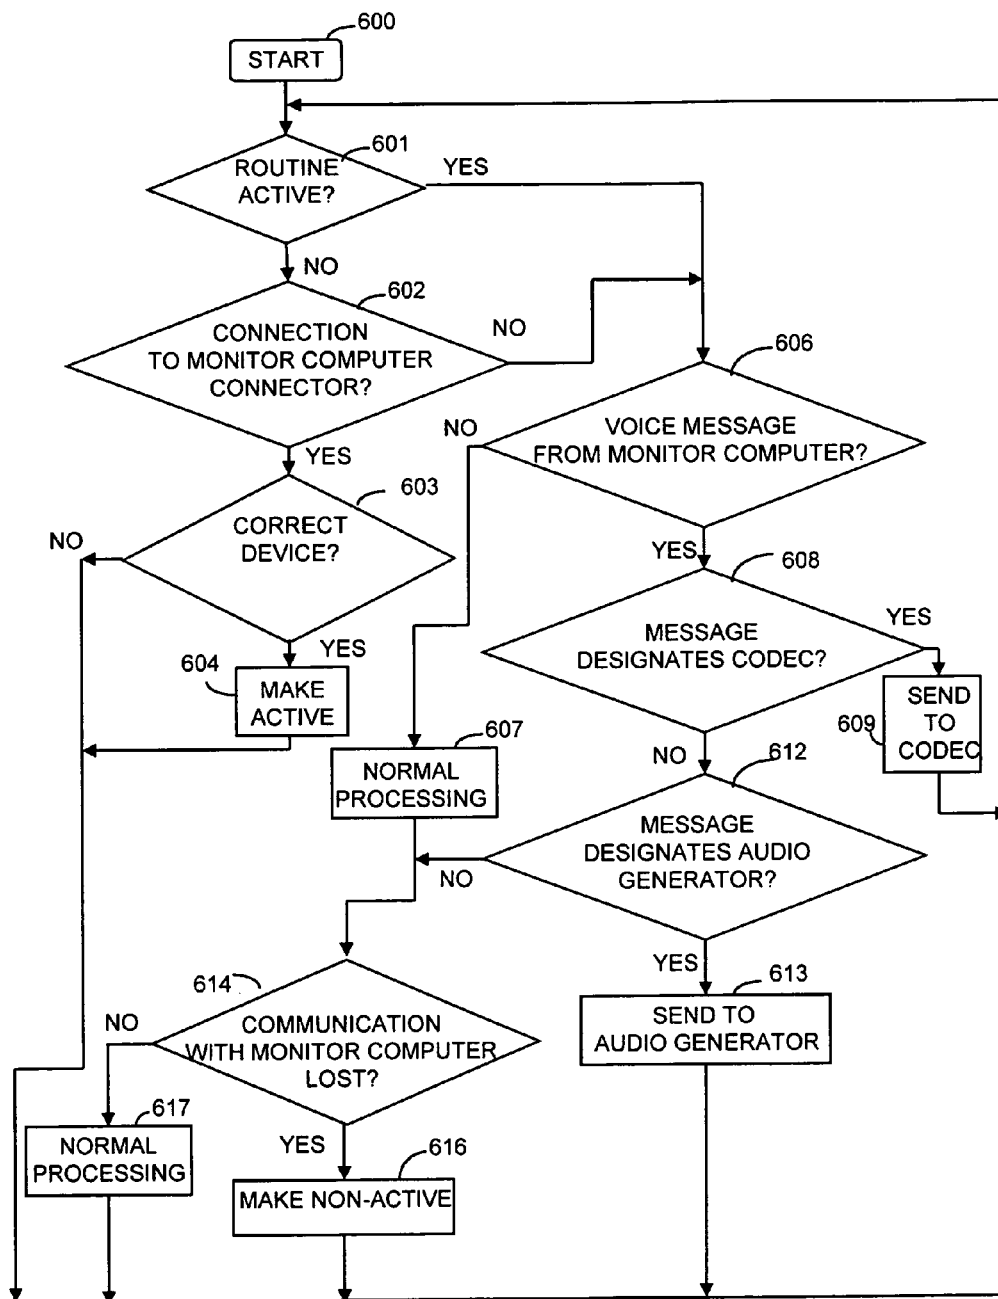 600
START
601
ROUTINE
ACTIVE?
YES
NO
602
CONNECTION
TO MONITOR COMPUTER
CONNECTOR?
NO
YES
603
CORRECT
DEVICE?
NO
YES
604
MAKE
ACTIVE
606
VOICE MESSAGE
FROM MONITOR COMPUTER?
NO
YES
607
NORMAL
PROCESSING
608
MESSAGE
DESIGNATES CODEC?
YES
609
SEND
TO
CODEC
NO
612
MESSAGE
DESIGNATES AUDIO
GENERATOR?
NO
YES
613
SEND TO
AUDIO GENERATOR
614
COMMUNICATION
WITH MONITOR COMPUTER
LOST?
NO
YES
617
NORMAL
PROCESSING
616
MAKE NON-ACTIVE